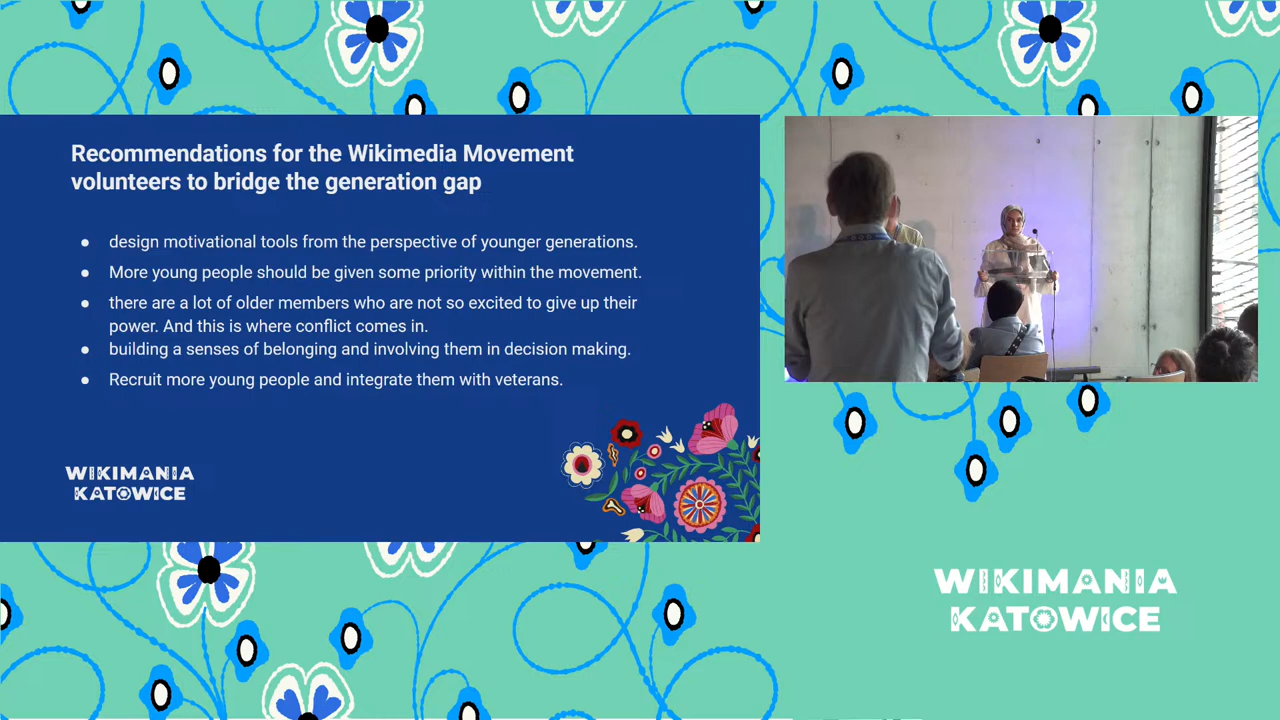 Recommendations for the Wikimedia Movement
volunteers to bridge the generation gap
● design motivational tools from the perspective of younger generations.
● More young people should be given some priority within the movement.
● there are a lot of older members who are not so excited to give up their
power. And this is where conflict comes in.
● building a senses of belonging and involving them in decision making.
● Recruit more young people and integrate them with veterans.
WIKIMANIA
KATOWICE
WIKIMANIA
KATOWICE